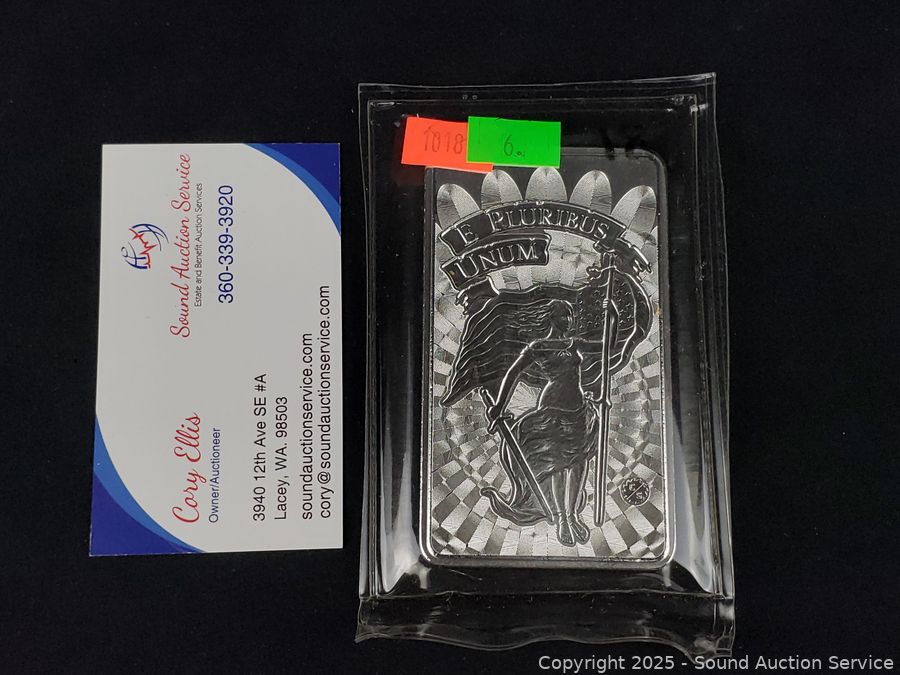 Sound Auction Service
Estate and Benefit Auction Services
360-339-3920
Cory Ellis
Owner/Auctioneer
3940 12th Ave SE #A
Lacey, WA. 98503
soundauctionservice.com
cory@soundauctionservice.com
1018
6.
E PLURIBUS
UNUM
Copyright 2025 - Sound Auction Service